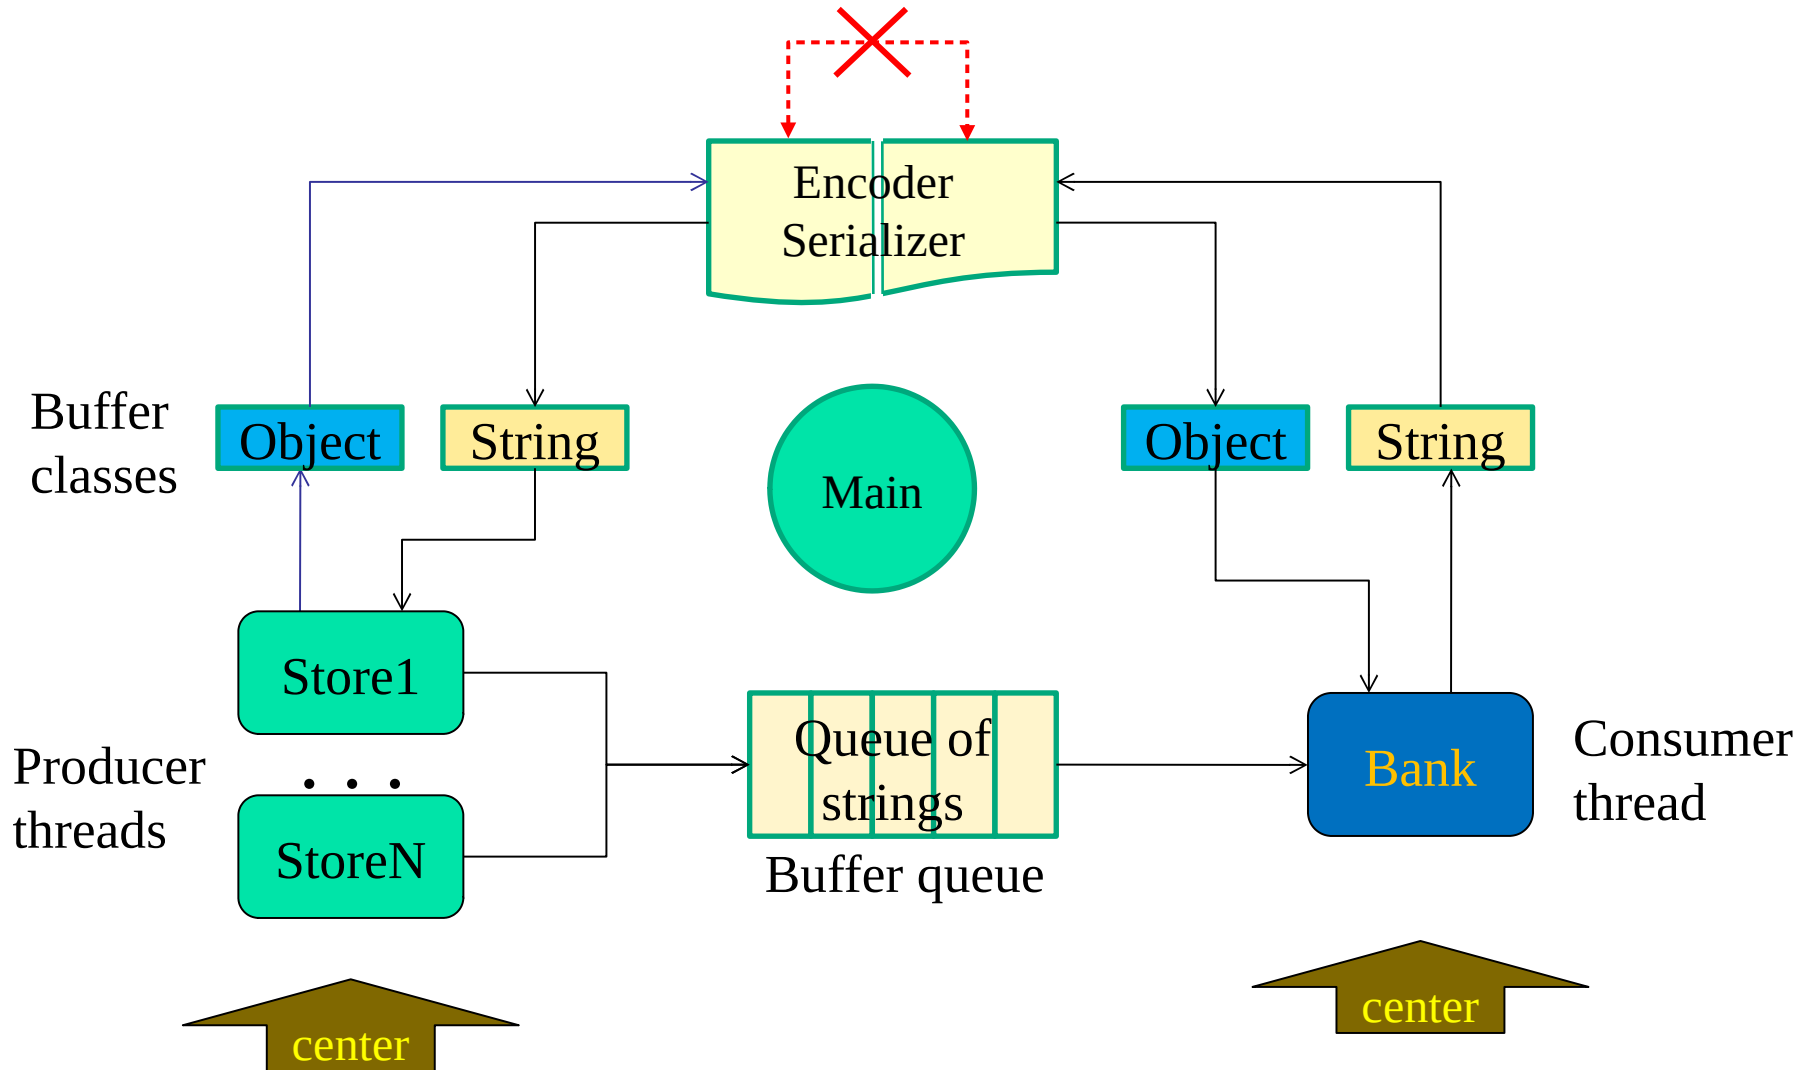 Encoder
Serializer
Buffer
classes
Object
String
Main
Object
String
Store1
Producer
threads
. . .
StoreN
Queue of
strings
Buffer queue
Bank
Consumer
thread
center
center